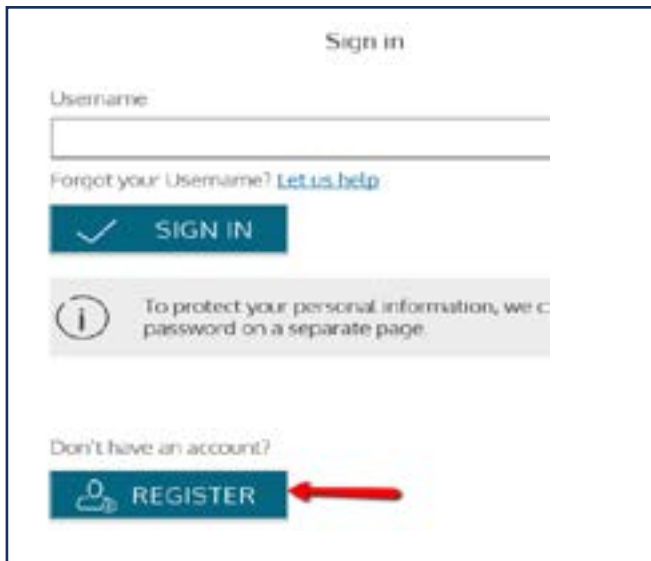 Sign in
Username
Forgot your Username? Let us help
SIGN IN
To protect your personal information, we c
password on a separate page.
Don't have an account?
REGISTER